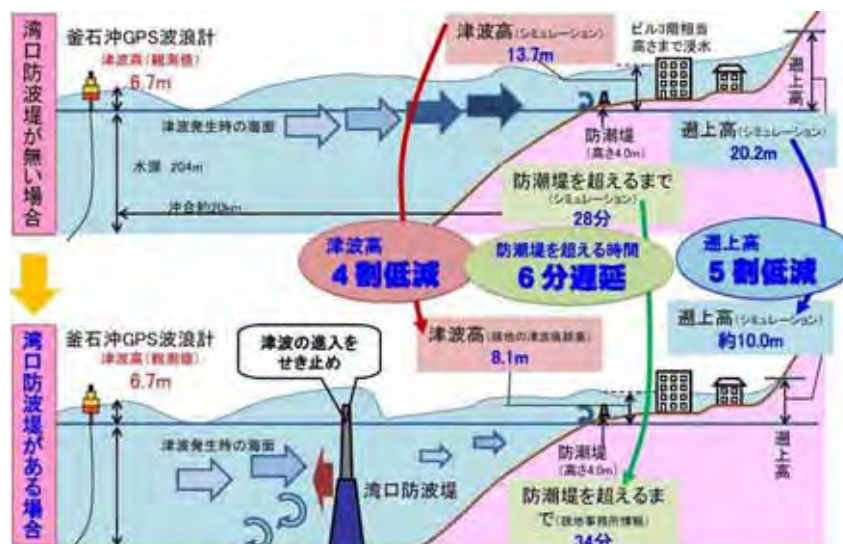 湾口防波堤が無い場合
釜石沖GPS波浪計
津波高(観測値)
6.7m
津波発生時の海面
水深 204m
沖合約20km
津波高(シミュレーション)
13.7m
ビル3階相当
高さまで浸水
遡上高
防潮堤
(高さ4.0m)
遡上高(シミュレーション)
20.2m
防潮堤を超えるまで
(シミュレーション)
28分
津波高
4割低減
防潮堤を超える時間
6分遅延
遡上高
5割低減
湾口防波堤がある場合
釜石沖GPS波浪計
津波高(観測値)
6.7m
津波の進入を
せき止め
津波高(現地の津波痕跡高)
8.1m
遡上高(シミュレーション)
約10.0m
津波発生時の海面
湾口防波堤
防潮堤
(高さ4.0m)
遡上高
防潮堤を超えるま
で(現地事務所情報)
34分